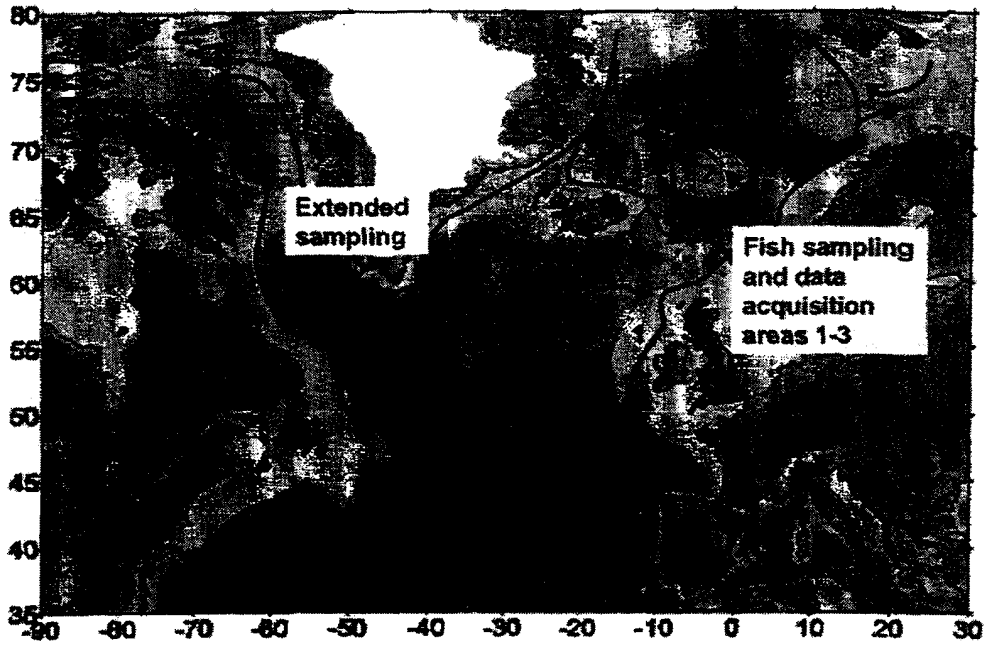 80
75
70
65
60
55
50
45
40
35
Extended
sampling
Fish sampling
and data
acquisition
areas 1-3
-90 -80 -70 -60 -50 -40 -30 -20 -10 0 10 20 30